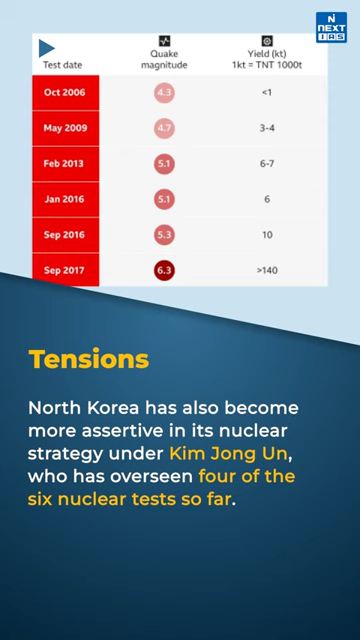 N
NEXT
IAS
Quake
magnitude
Yield (kt)
1kt = TNT 1000t
Test date
Oct 2006 4.3 <1
May 2009 4.7 3-4
Feb 2013 5.1 6-7
Jan 2016 5.1 6
Sep 2016 5.3 10
Sep 2017 6.3 >140
Tensions
North Korea has also become
more assertive in its nuclear
strategy under Kim Jong Un,
who has overseen four of the
six nuclear tests so far.